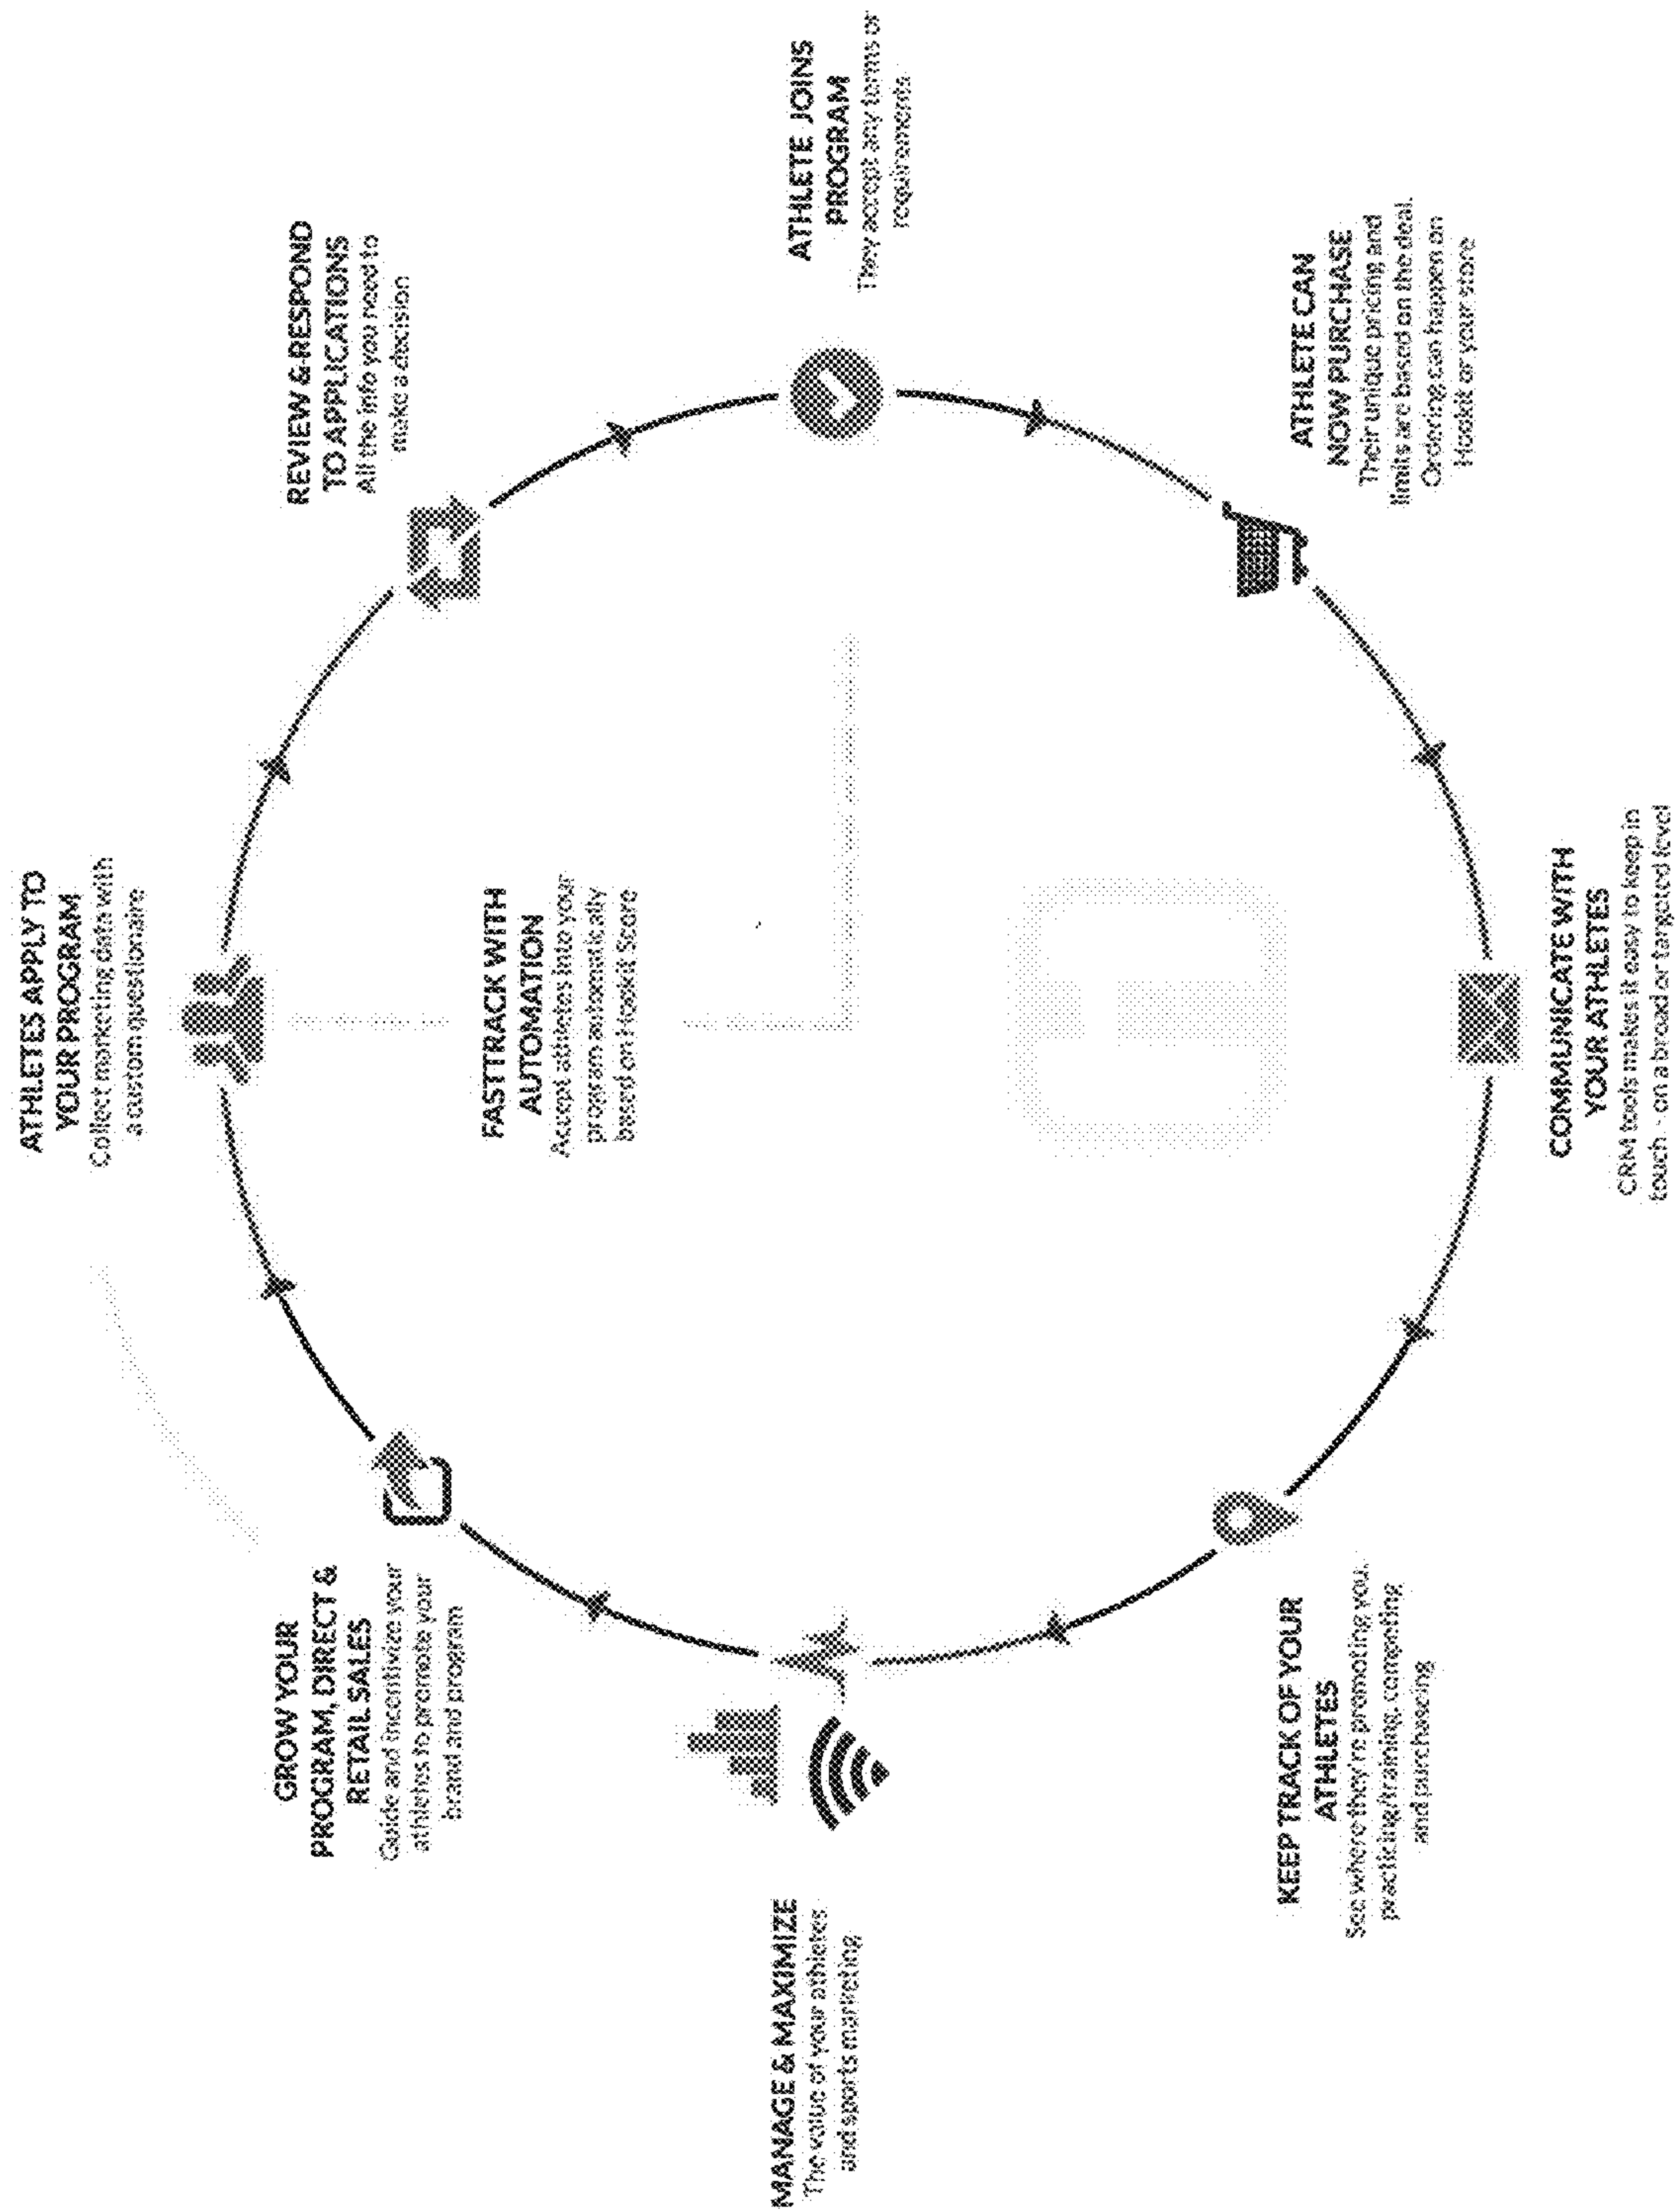 ATHLETES APPLY TO
YOUR PROGRAM
Collect marketing data with
a custom questionaire
REVIEW & RESPOND
TO APPLICATIONS
All the info you need to
make a decision
ATHLETE JOINS
PROGRAM
They accept any terms or
requirements
ATHLETE CAN
NOW PURCHASE
Their unique pricing and
limits are based on the deal.
Ordering can happen on
Hookit or your store
COMMUNICATE WITH
YOUR ATHLETES
CRM tools makes it easy to keep in
touch - on a broad or targeted level
KEEP TRACK OF YOUR
ATHLETES
See where they're promoting you,
practicing/training, competing
and purchasing
MANAGE & MAXIMIZE
The value of your athletes
and sports marketing
GROW YOUR
PROGRAM, DIRECT &
RETAIL SALES
Guide and incentivize your
athletes to promote your
brand and program
FASTTRACK WITH
AUTOMATION
Accept athletes into your
program automatically
based on Hookit Score